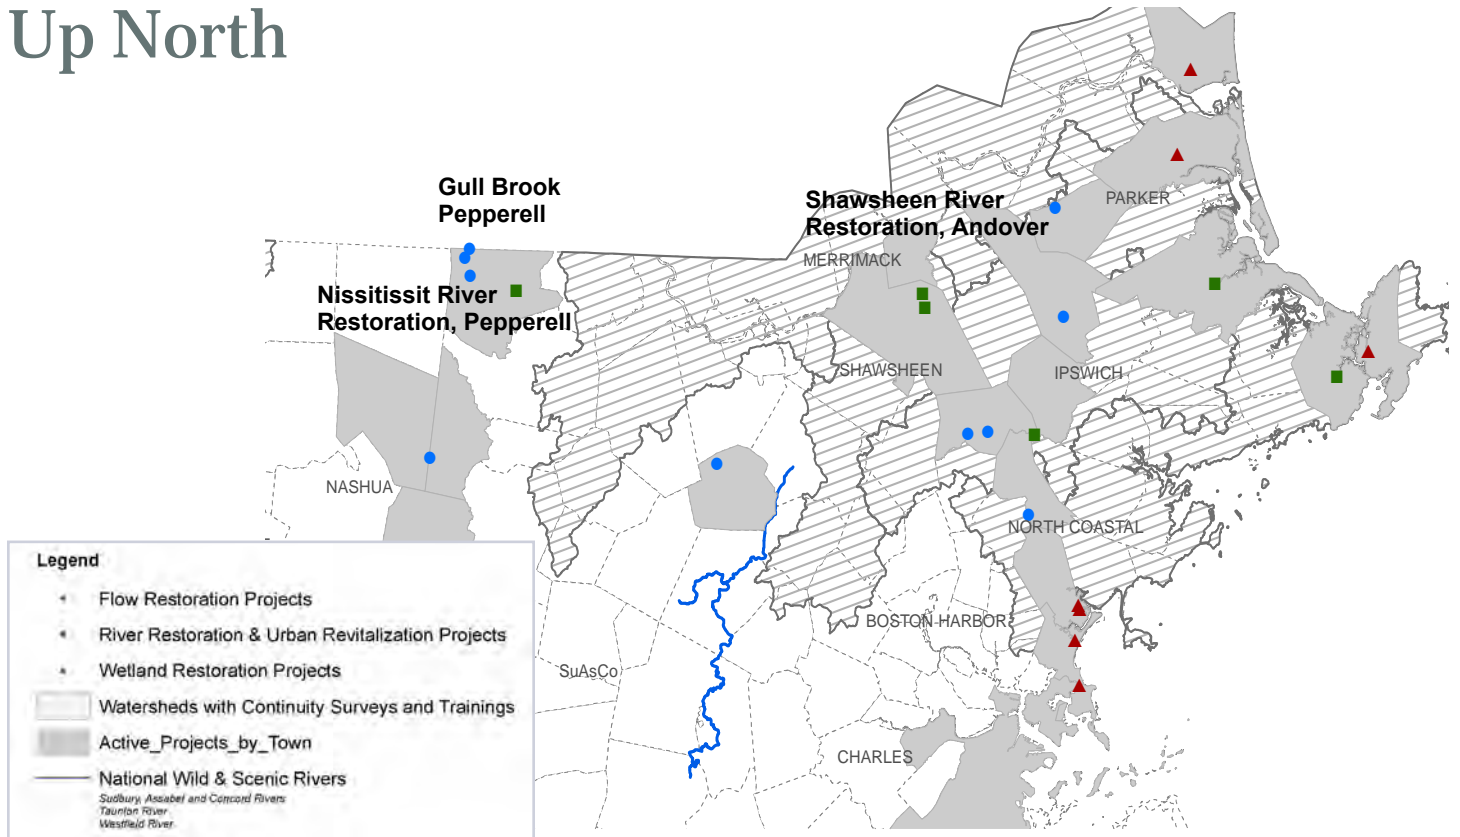 Up North
Gull Brook
Pepperell
Shawsheen River
Restoration, Andover
PARKER
MERRIMACK
Nissitissit River
Restoration, Pepperell
SHAWSHEEN
IPSWICH
NASHUA
NORTH COASTAL
BOSTON HARBOR
SuAsCo
CHARLES
Legend
Flow Restoration Projects
River Restoration & Urban Revitalization Projects
Wetland Restoration Projects
Watersheds with Continuity Surveys and Trainings
Active_Projects_by_Town
National Wild & Scenic Rivers
Sudbury, Assabet and Concord Rivers
Taunton River
Westfield River